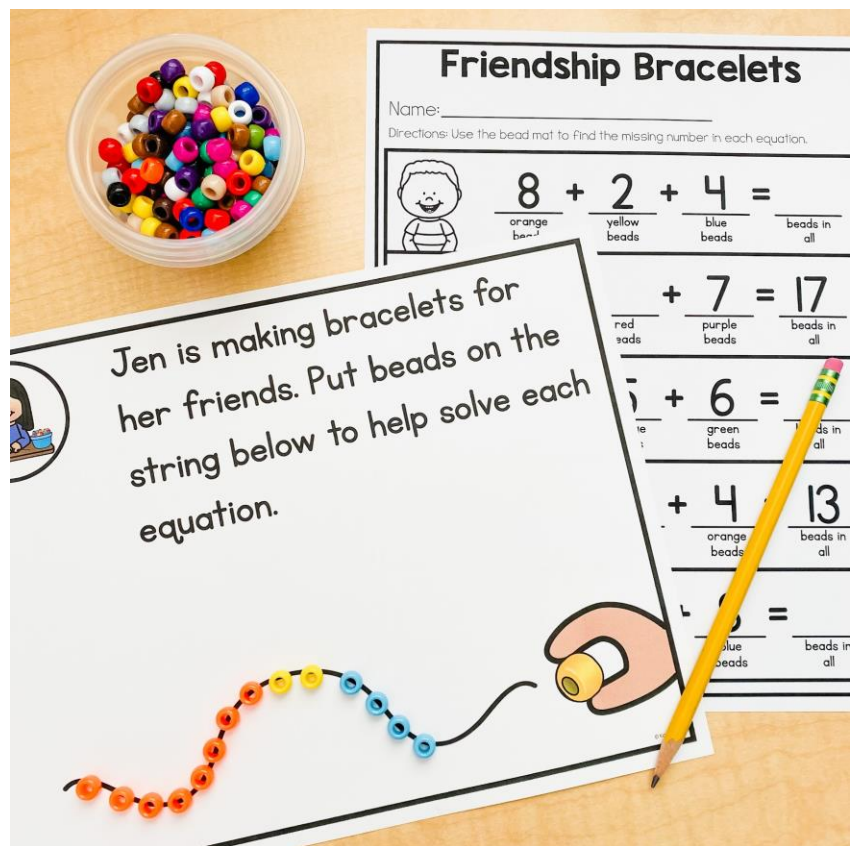 Friendship Bracelets
Name:
Directions: Use the bead mat to find the missing number in each equation.
8 + 2 + 4 =
orange yellow blue beads in
beads beads all
+ 7 = 17
red purple beads in
beads all
+ 6 =
green
beads all
+ 4 13
orange beads in
beads all
=
beads in
all
Jen is making bracelets for
her friends. Put beads on the
string below to help solve each
equation.